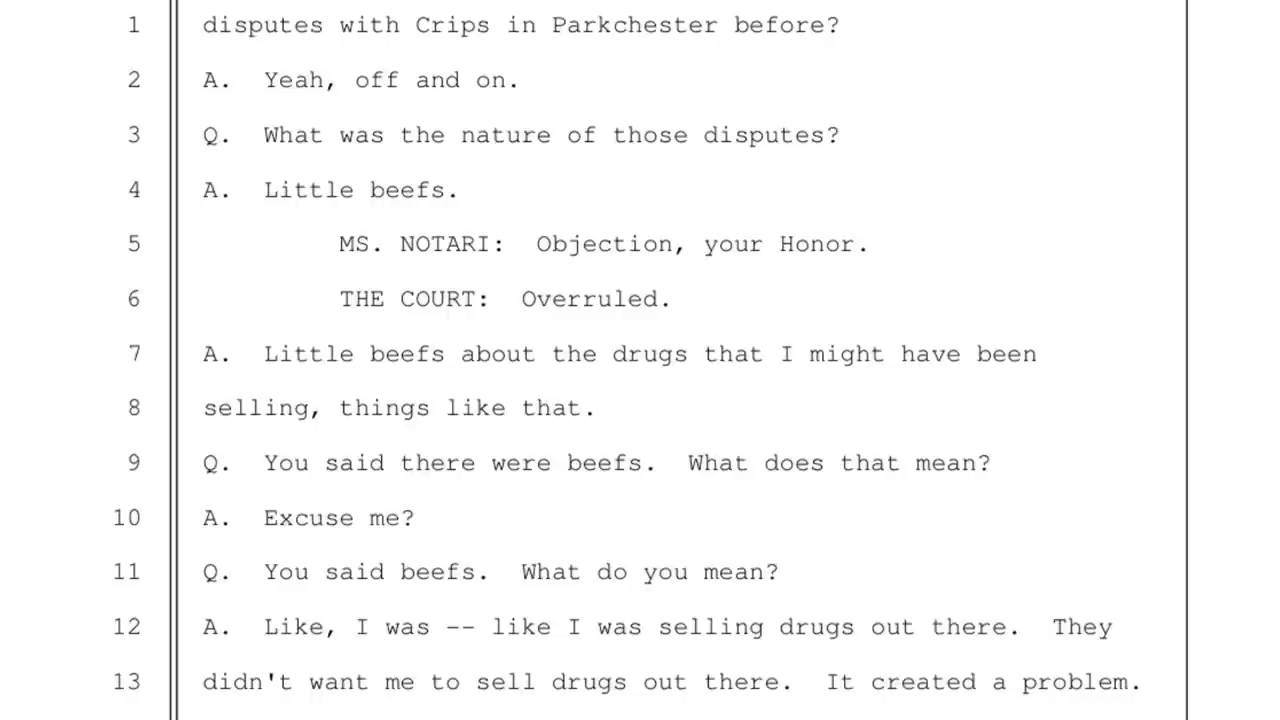 1 disputes with Crips in Parkchester before?
2 A. Yeah, off and on.
3 Q. What was the nature of those disputes?
4 A. Little beefs.
5 MS. NOTARI: Objection, your Honor.
6 THE COURT: Overruled.
7 A. Little beefs about the drugs that I might have been
8 selling, things like that.
9 Q. You said there were beefs. What does that mean?
10 A. Excuse me?
11 Q. You said beefs. What do you mean?
12 A. Like, I was -- like I was selling drugs out there. They
13 didn't want me to sell drugs out there. It created a problem.